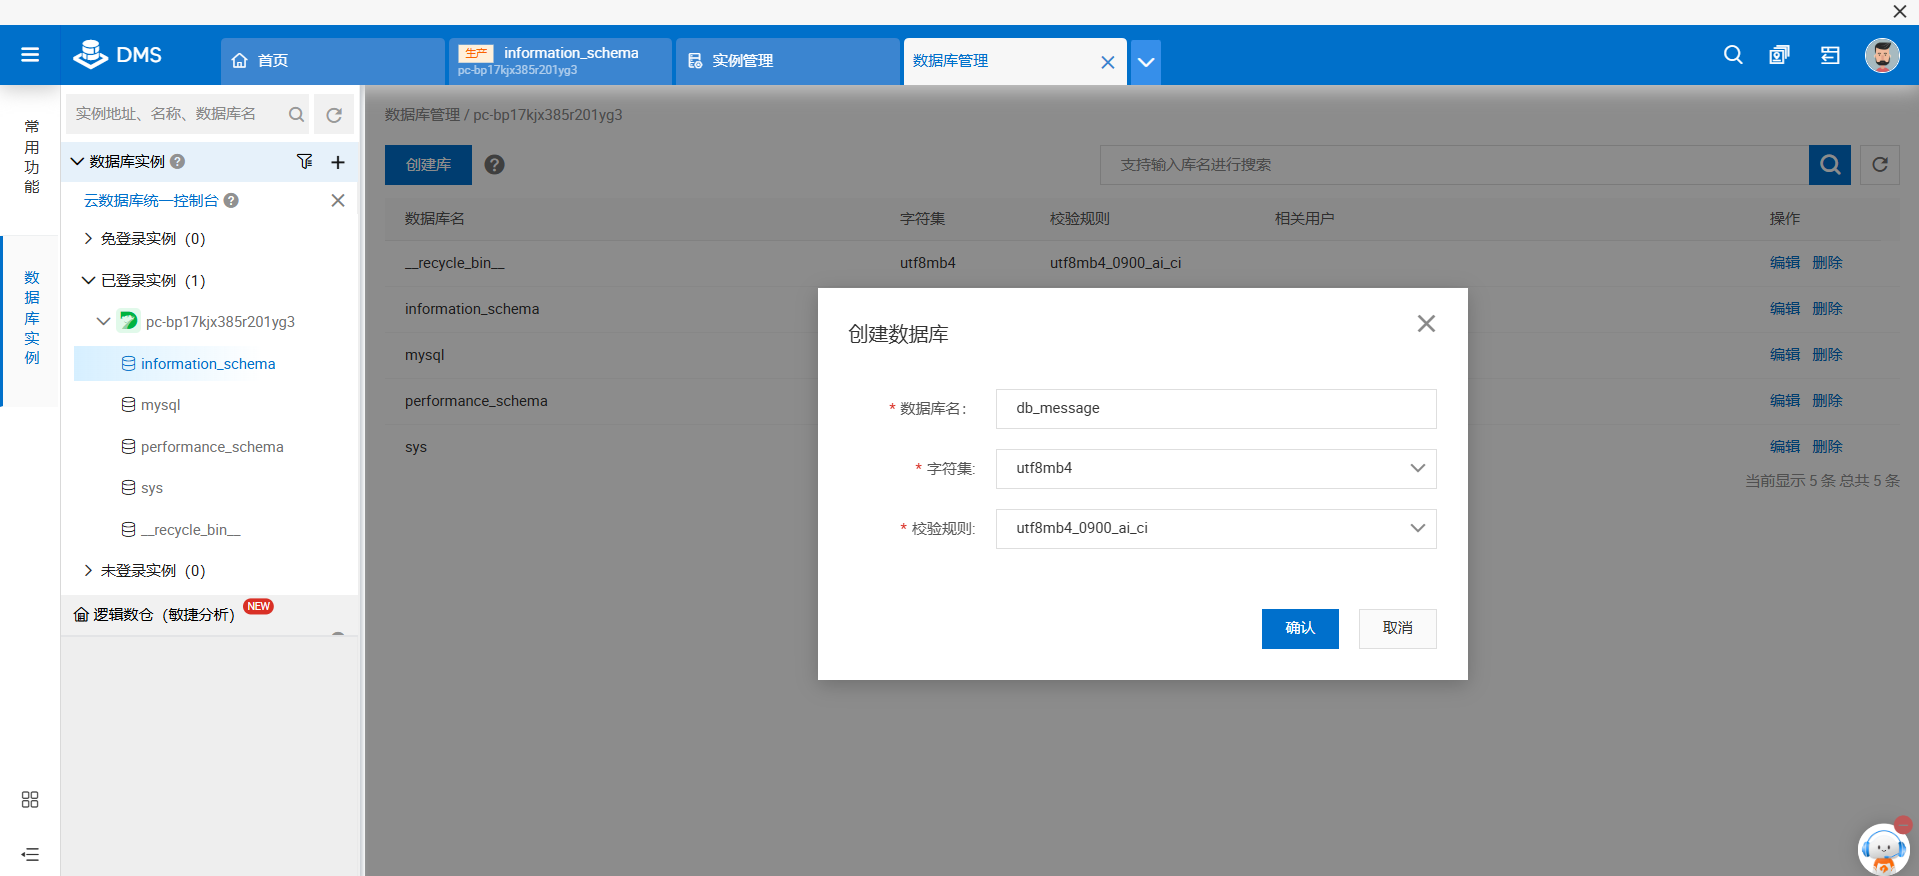 DMS
首页
生产 information_schema
pc-bp17kjx385r201yg3
实例管理
数据库管理
常用功能
数据库实例
实例地址、名称、数据库名
数据库实例
云数据库统一控制台
免登录实例 (0)
已登录实例 (1)
pc-bp17kjx385r201yg3
information_schema
mysql
performance_schema
sys
__recycle_bin__
未登录实例 (0)
逻辑数仓 (敏捷分析) NEW
数据库管理 / pc-bp17kjx385r201yg3
创建库
支持输入库名进行搜索
数据库名 字符集 校验规则 相关用户 操作
__recycle_bin__ utf8mb4 utf8mb4_0900_ai_ci 编辑 删除
information_schema 编辑 删除
mysql 编辑 删除
performance_schema 编辑 删除
sys 编辑 删除
当前显示 5 条 总共 5 条
创建数据库
* 数据库名: db_message
* 字符集: utf8mb4
* 校验规则: utf8mb4_0900_ai_ci
确认 取消